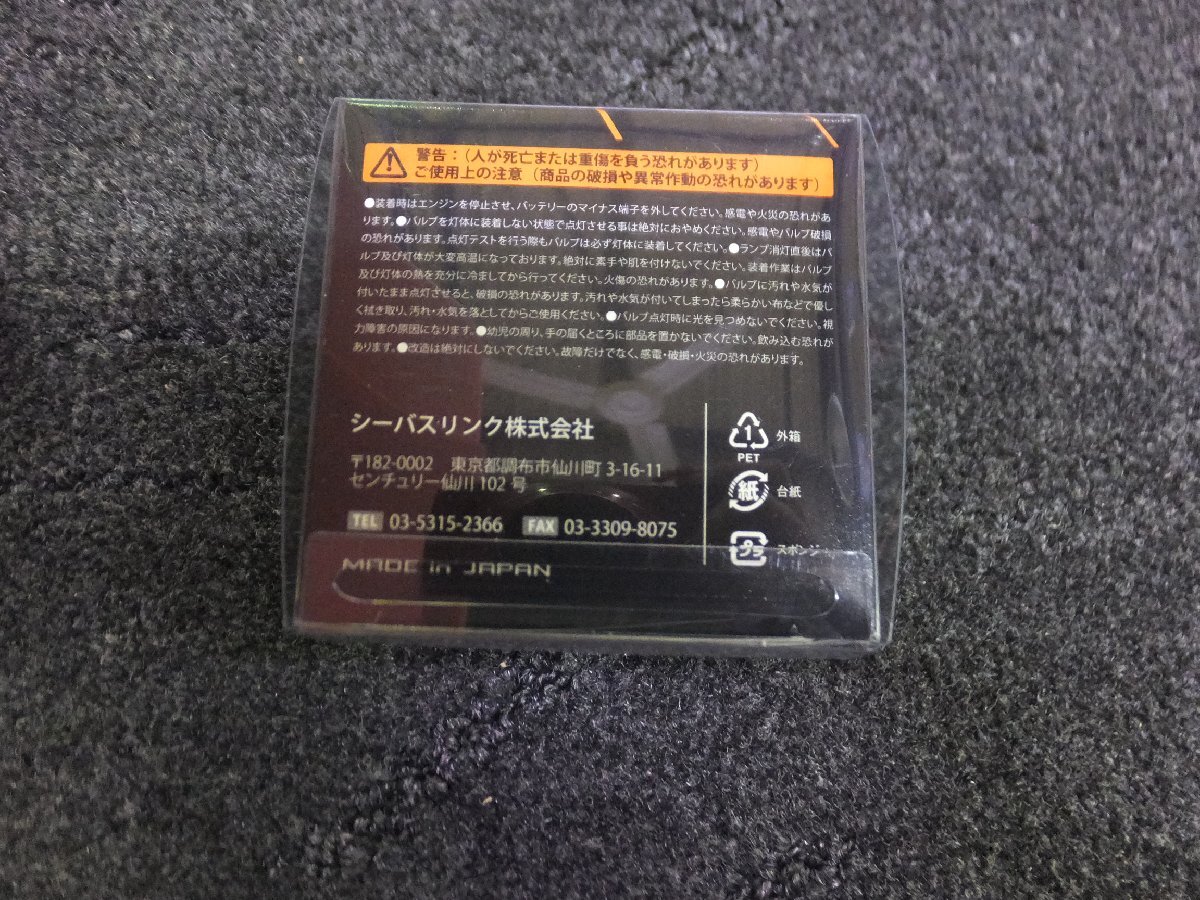 警告：（人が死亡または重傷を負う恐れがあります）
ご使用上の注意（商品の破損や異常作動の恐れがあります）
●装着時はエンジンを停止させ、バッテリーのマイナス端子を外してください。感電や火災の恐れがあ
ります。●バルブを灯体に装着しない状態で点灯させる事は絶対におやめください。感電やバルブ破損
の恐れがあります。点灯テストを行う際もバルブは必ず灯体に装着してください。●ランプ消灯直後はバ
ルブ及び灯体が大変高温になっております。絶対に素手や肌を付けないでください。装着作業はバルブ
及び灯体の熱を充分に冷ましてから行ってください。火傷の恐れがあります。●バルブに汚れや水気が
付いたまま点灯させると、破損の恐れがあります。汚れや水気が付いてしまったら柔らかい布などで優し
く拭き取り、汚れ・水気を落としてからご使用ください。●バルブ点灯時に光を見つめないでください。視
力障害の原因になります。●幼児の周り、手の届くところに部品を置かないでください。飲み込む恐れが
あります。●改造は絶対にしないでください。故障だけでなく、感電・破損・火災の恐れがあります。
シーバスリンク株式会社
〒182-0002 東京都調布市仙川町 3-16-11
センチュリー仙川 102 号
TEL 03-5315-2366 FAX 03-3309-8075
MADE in JAPAN
1 外箱
PET
紙 台紙
プラ スポンジ